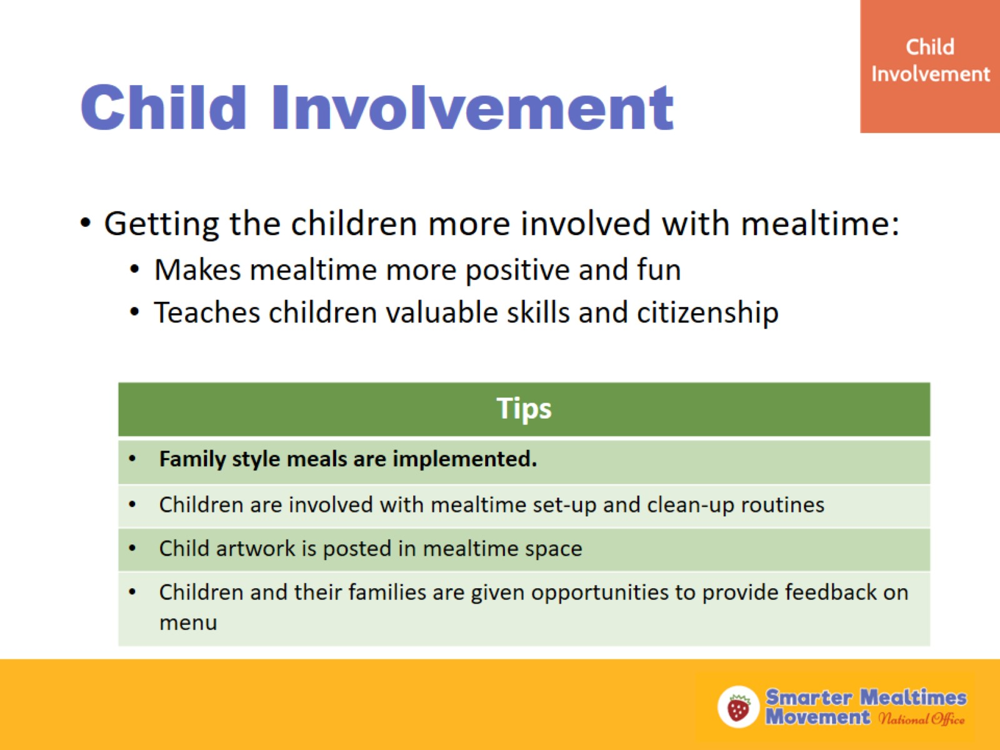 Child
Involvement
Child Involvement
• Getting the children more involved with mealtime:
• Makes mealtime more positive and fun
• Teaches children valuable skills and citizenship
Tips
• Family style meals are implemented.
• Children are involved with mealtime set-up and clean-up routines
• Child artwork is posted in mealtime space
• Children and their families are given opportunities to provide feedback on
menu
Smarter Mealtimes
Movement National Office